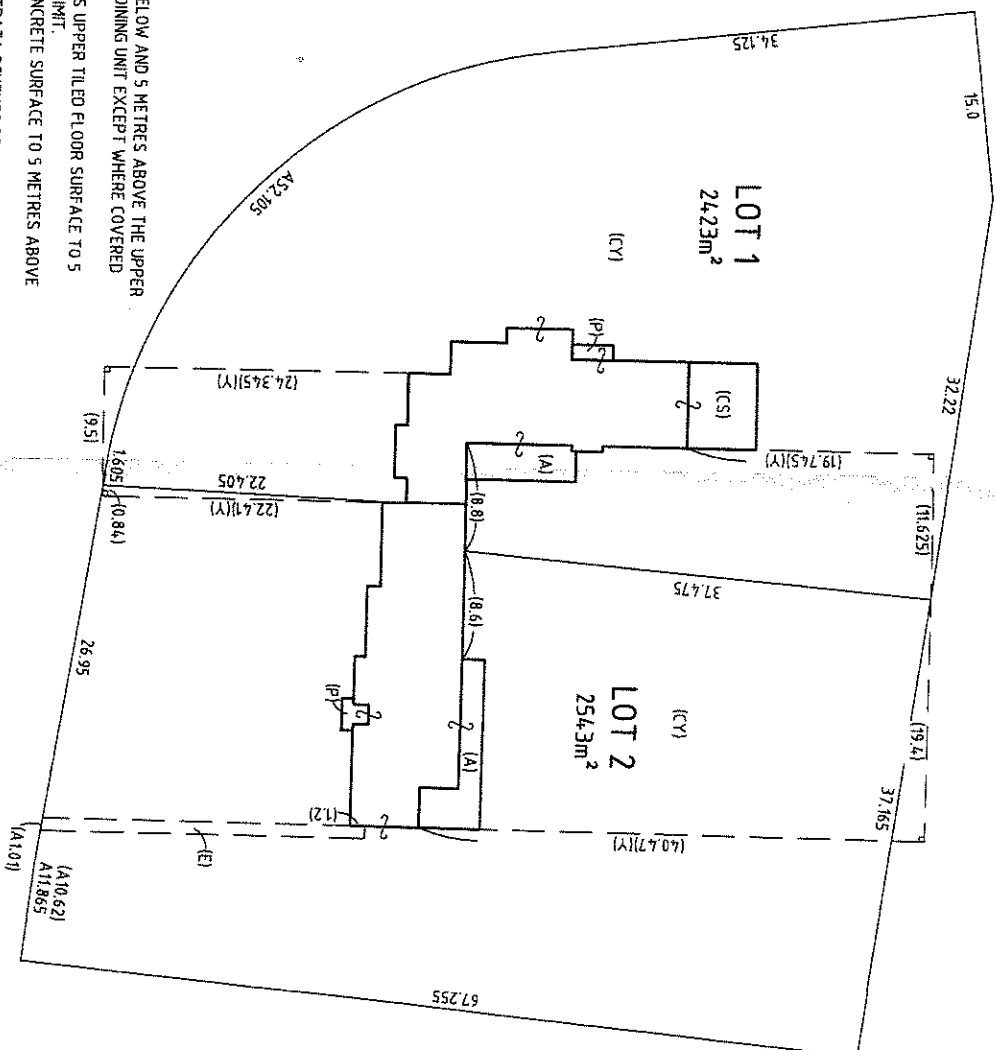 34.125
15.0
A52.105
LOT 1
2423m²
(CY)
32.22
(P)
(CS)
(A)
(24.345)(Y)
(9.5)
1.605
22.405
(22.41)(Y)
(0.84)
(19.745)(Y)
(11.625)
(8.8)
(8.6)
37.475
LOT 2
2543m²
(CY)
(19.4)
37.165
(40.47)(Y)
26.95
(P)
(A)
(1.2)
(E)
(A1.01)
(A10.62)
A11.865
67.255
ELOW AND 5 METRES ABOVE THE UPPER
OINING UNIT EXCEPT WHERE COVERED
S UPPER TILED FLOOR SURFACE TO 5
IMIT.
NCRETE SURFACE TO 5 METRES ABOVE